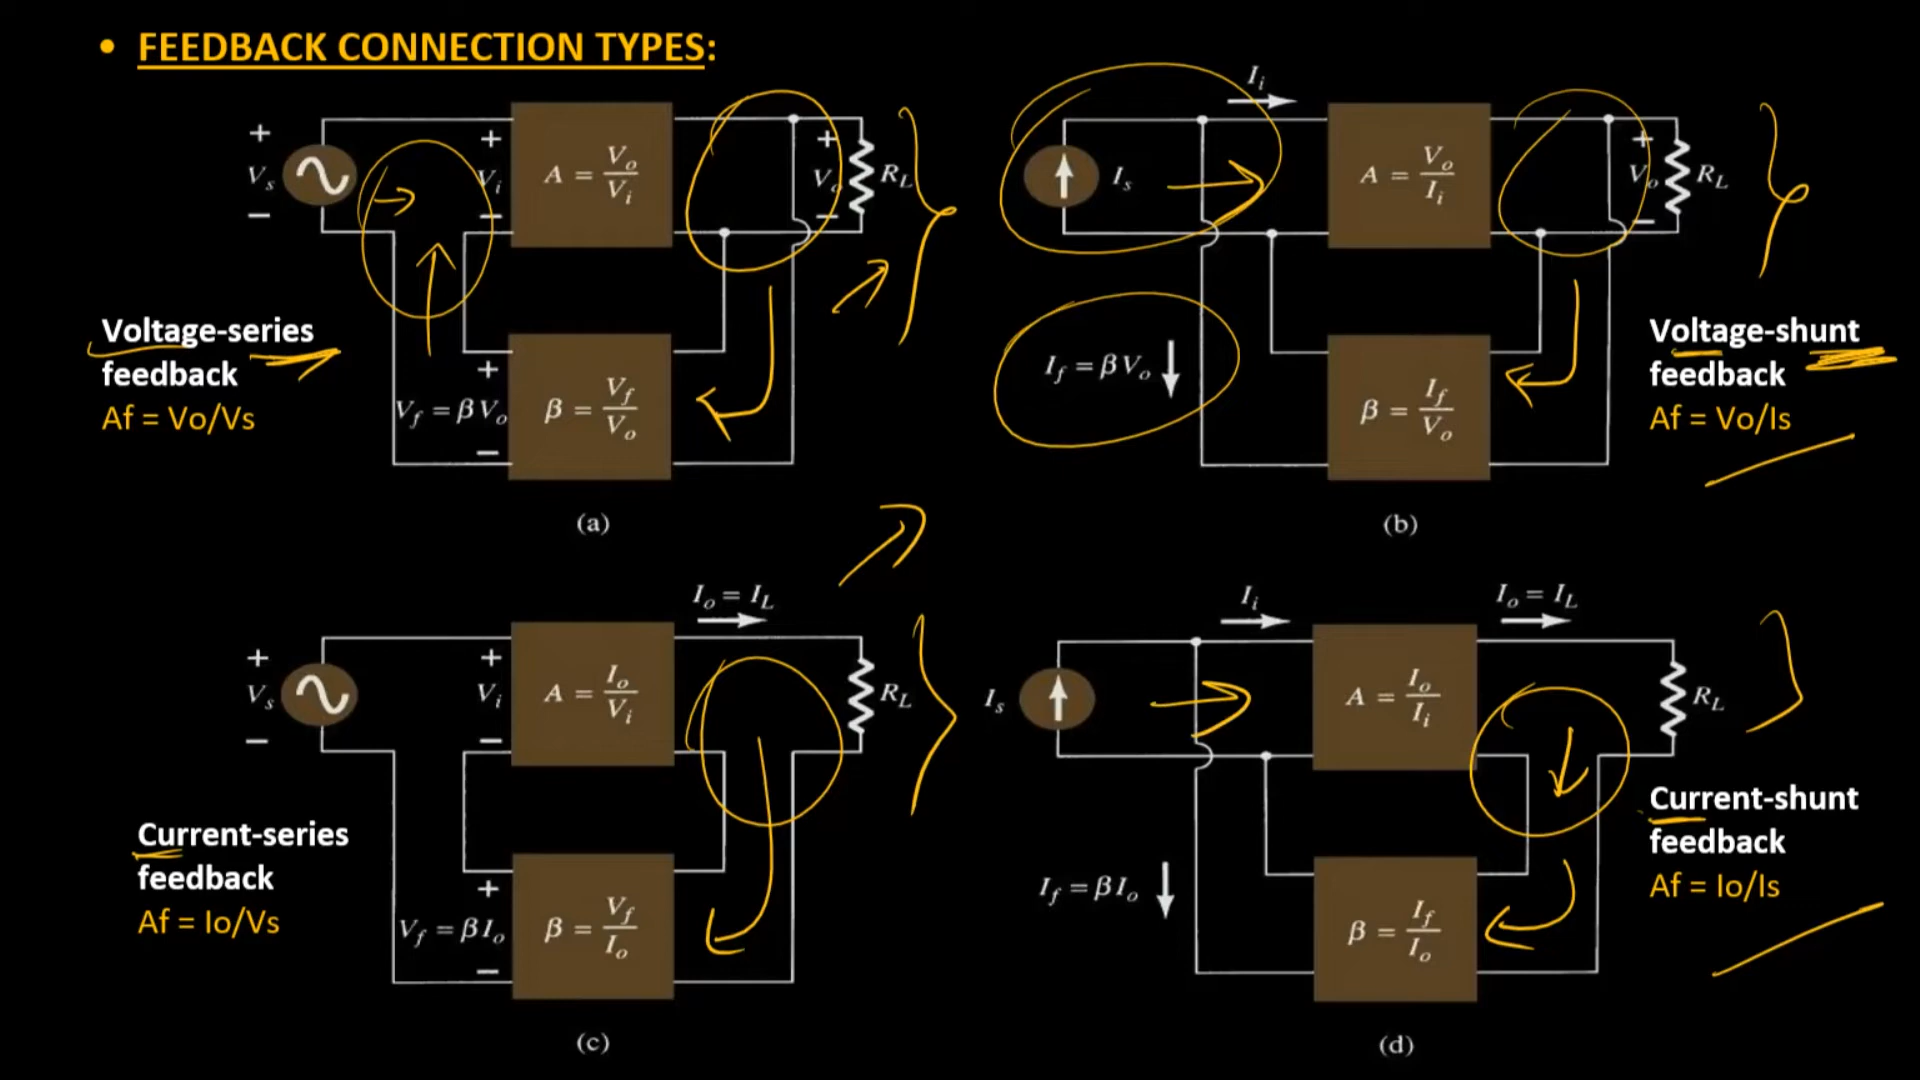 • FEEDBACK CONNECTION TYPES:
+
Vs
−
+
Vi
−
A = Vo/Vi
+
Vo
−
RL
Voltage-series
feedback
Af = Vo/Vs
+
Vf = βVo
−
β = Vf/Vo
(a)
Ii
Is
A = Vo/Ii
+
Vo
−
RL
If = βVo
β = If/Vo
Voltage-shunt
feedback
Af = Vo/Is
(b)
Io = IL
+
Vs
−
+
Vi
−
A = Io/Vi
RL
Current-series
feedback
Af = Io/Vs
+
Vf = βIo
−
β = Vf/Io
(c)
Ii
Io = IL
Is
A = Io/Ii
RL
If = βIo
β = If/Io
Current-shunt
feedback
Af = Io/Is
(d)